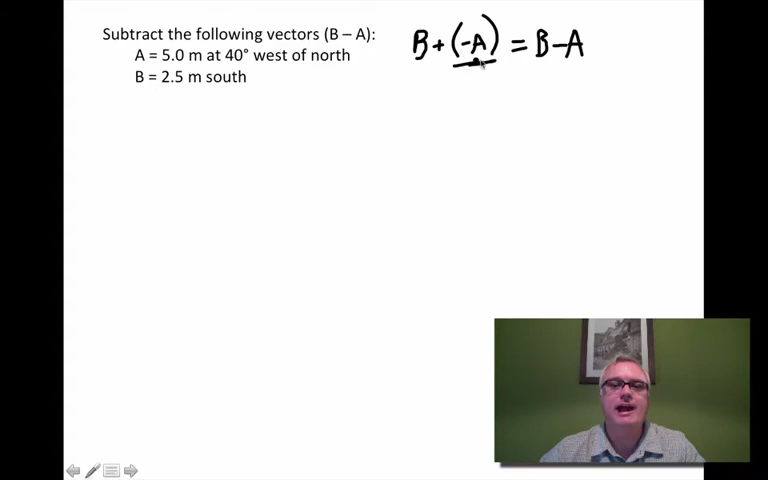 Subtract the following vectors (B – A):
A = 5.0 m at 40° west of north
B = 2.5 m south
B + (-A) = B - A